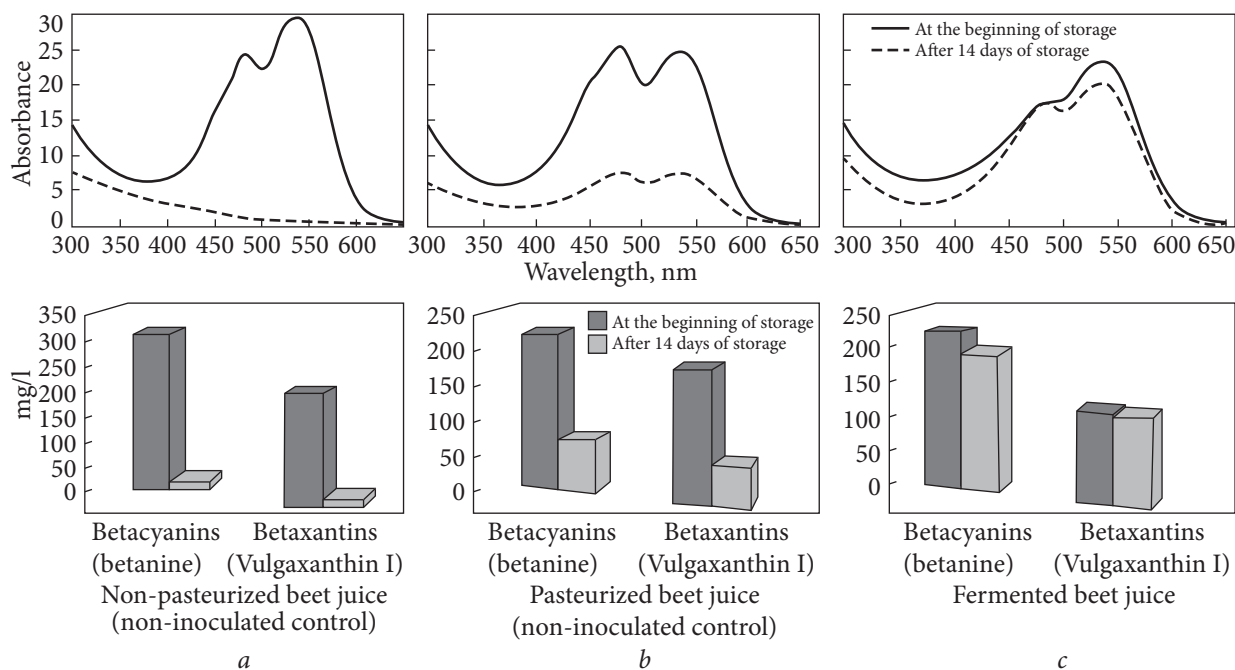 Absorbance
30
25
20
15
10
5
0
300 350 400 450 500 550 600
300 350 400 450 500 550 600 650
At the beginning of storage
After 14 days of storage
300 350 400 450 500 550 600 650
Wavelength, nm
mg/l
350
300
250
200
150
100
50
0
Betacyanins
(betanine)
Betaxantins
(Vulgaxanthin I)
Non-pasteurized beet juice
(non-inoculated control)
a
250
200
150
100
50
0
At the beginning of storage
After 14 days of storage
Betacyanins
(betanine)
Betaxantins
(Vulgaxanthin I)
Pasteurized beet juice
(non-inoculated control)
b
250
200
150
100
50
0
Betacyanins
(betanine)
Betaxantins
(Vulgaxanthin I)
Fermented beet juice
c